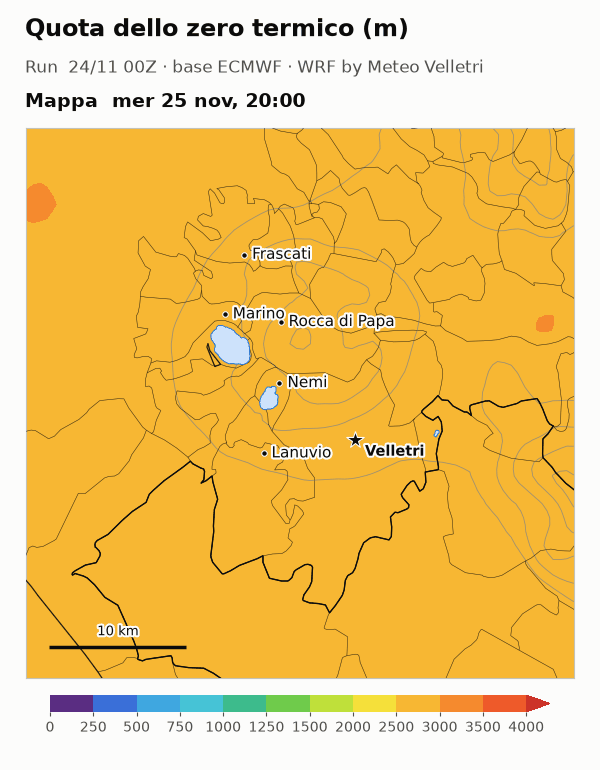 Quota dello zero termico (m)
Run  24/11 00Z · base ECMWF · WRF by Meteo Velletri
Mappa  mer 25 nov, 20:00
Frascati
Marino
Rocca di Papa
Nemi
Velletri
Lanuvio
10 km
0 250 500 750 1000 1250 1500 2000 2500 3000 3500 4000